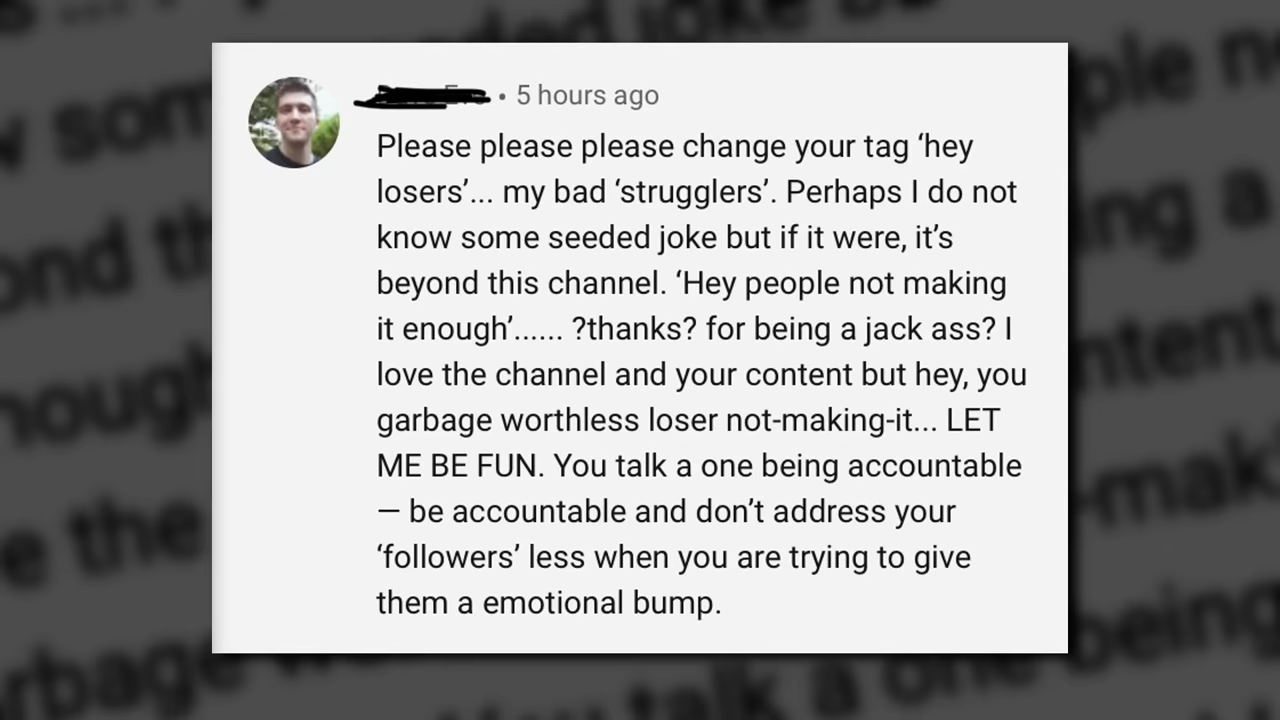 • 5 hours ago
Please please please change your tag ‘hey
losers’... my bad ‘strugglers’. Perhaps I do not
know some seeded joke but if it were, it’s
beyond this channel. ‘Hey people not making
it enough’...... ?thanks? for being a jack ass? I
love the channel and your content but hey, you
garbage worthless loser not-making-it... LET
ME BE FUN. You talk a one being accountable
— be accountable and don’t address your
‘followers’ less when you are trying to give
them a emotional bump.